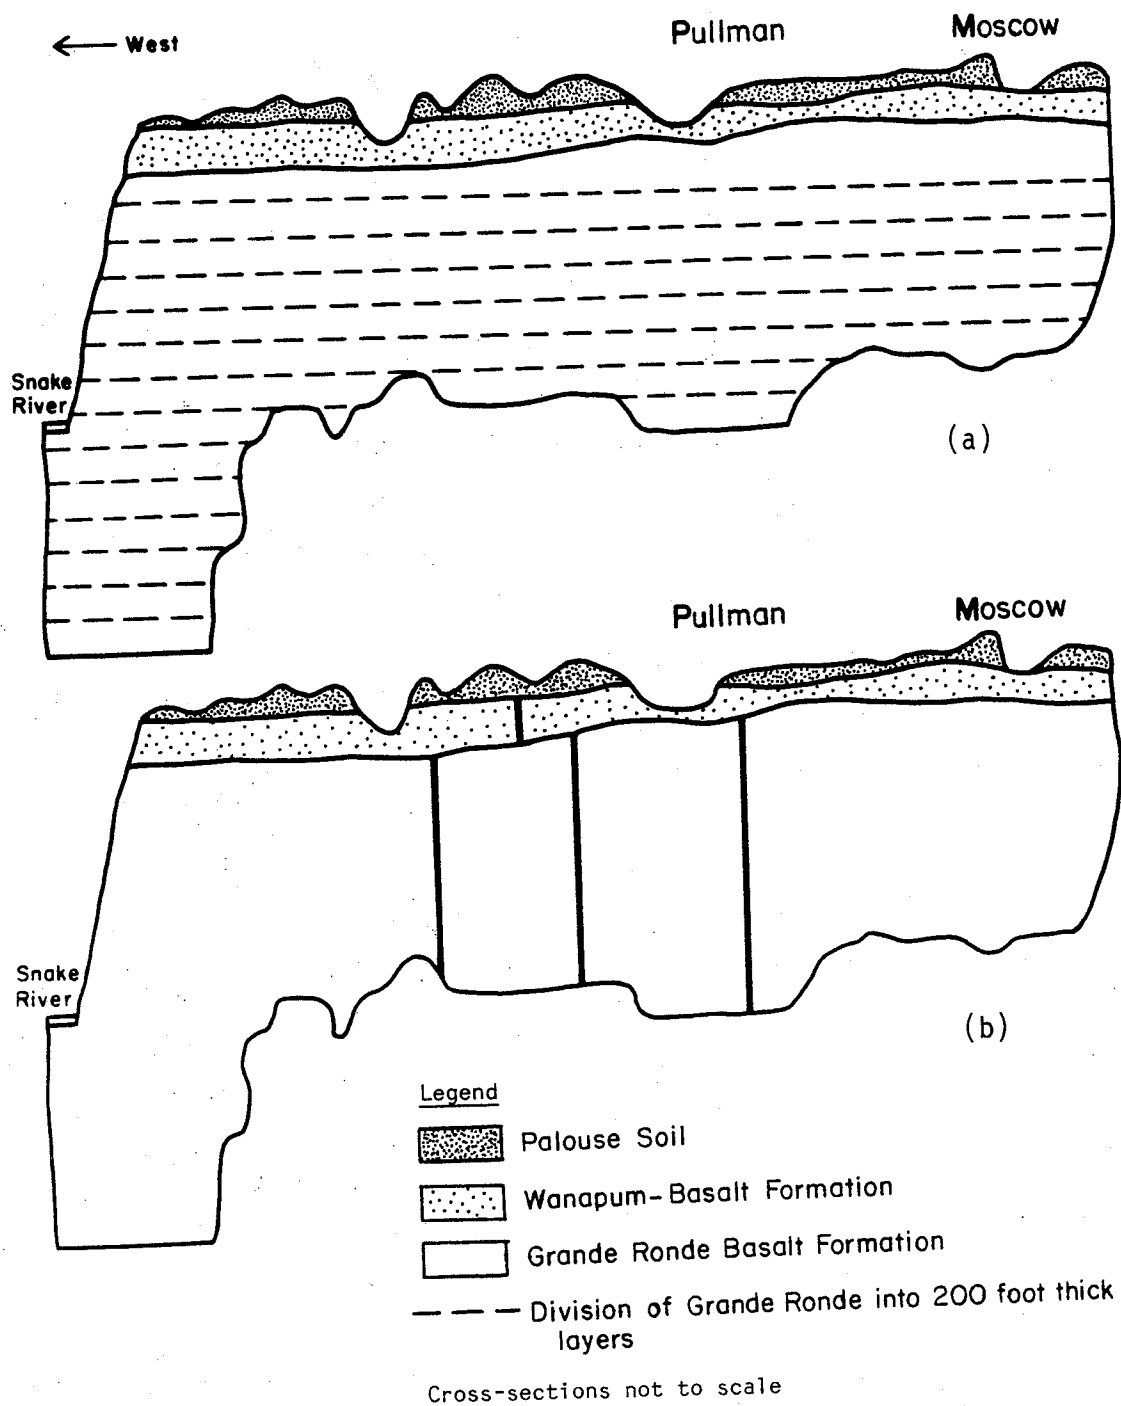 ← West
Pullman
Moscow
Snake
River
(a)
Pullman
Moscow
Snake
River
(b)
Legend
Palouse Soil
Wanapum-Basalt Formation
Grande Ronde Basalt Formation
Division of Grande Ronde into 200 foot thick
layers
Cross-sections not to scale